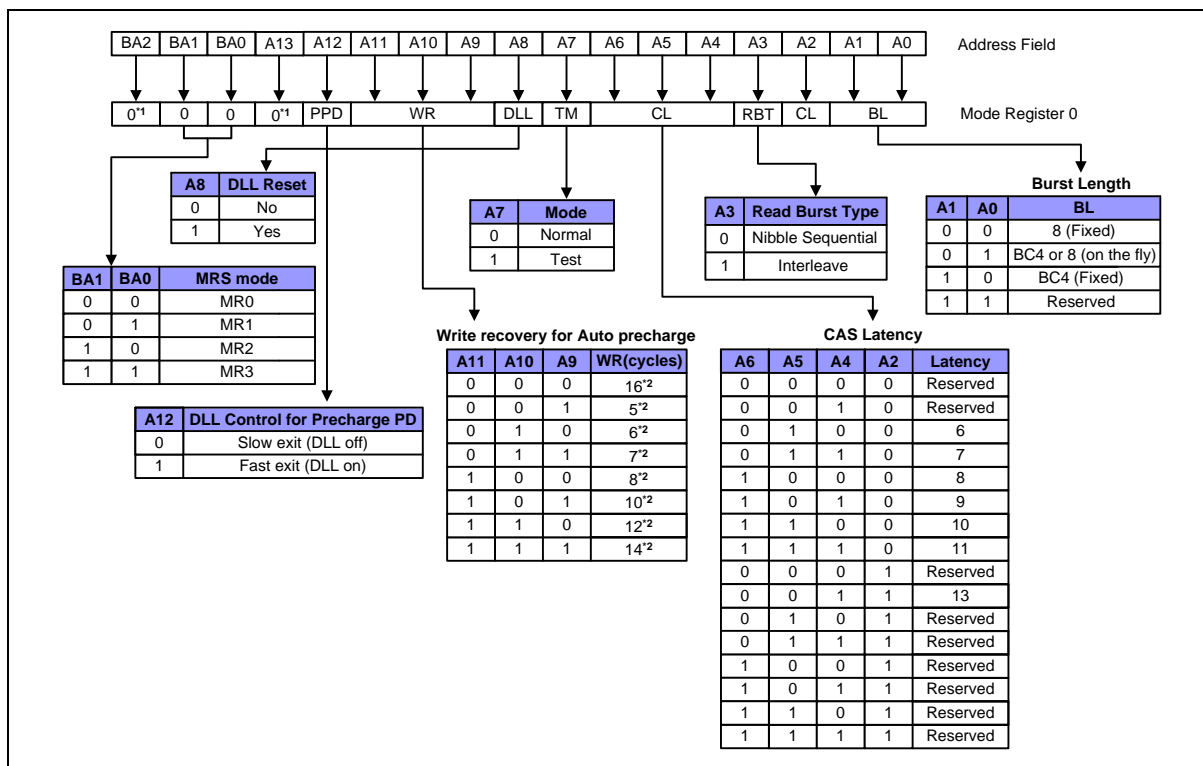 BA2 BA1 BA0 A13 A12 A11 A10 A9 A8 A7 A6 A5 A4 A3 A2 A1 A0 Address Field
0*1 0 0 0*1 PPD WR DLL TM CL RBT CL BL Mode Register 0
A8 DLL Reset
0 No
1 Yes
A7 Mode
0 Normal
1 Test
A3 Read Burst Type
0 Nibble Sequential
1 Interleave
Burst Length
A1 A0 BL
0 0 8 (Fixed)
0 1 BC4 or 8 (on the fly)
1 0 BC4 (Fixed)
1 1 Reserved
BA1 BA0 MRS mode
0 0 MR0
0 1 MR1
1 0 MR2
1 1 MR3
A12 DLL Control for Precharge PD
0 Slow exit (DLL off)
1 Fast exit (DLL on)
Write recovery for Auto precharge
A11 A10 A9 WR(cycles)
0 0 0 16*2
0 0 1 5*2
0 1 0 6*2
0 1 1 7*2
1 0 0 8*2
1 0 1 10*2
1 1 0 12*2
1 1 1 14*2
CAS Latency
A6 A5 A4 A2 Latency
0 0 0 0 Reserved
0 0 1 0 Reserved
0 1 0 0 6
0 1 1 0 7
1 0 0 0 8
1 0 1 0 9
1 1 0 0 10
1 1 1 0 11
0 0 0 1 Reserved
0 0 1 1 13
0 1 0 1 Reserved
0 1 1 1 Reserved
1 0 0 1 Reserved
1 0 1 1 Reserved
1 1 0 1 Reserved
1 1 1 1 Reserved